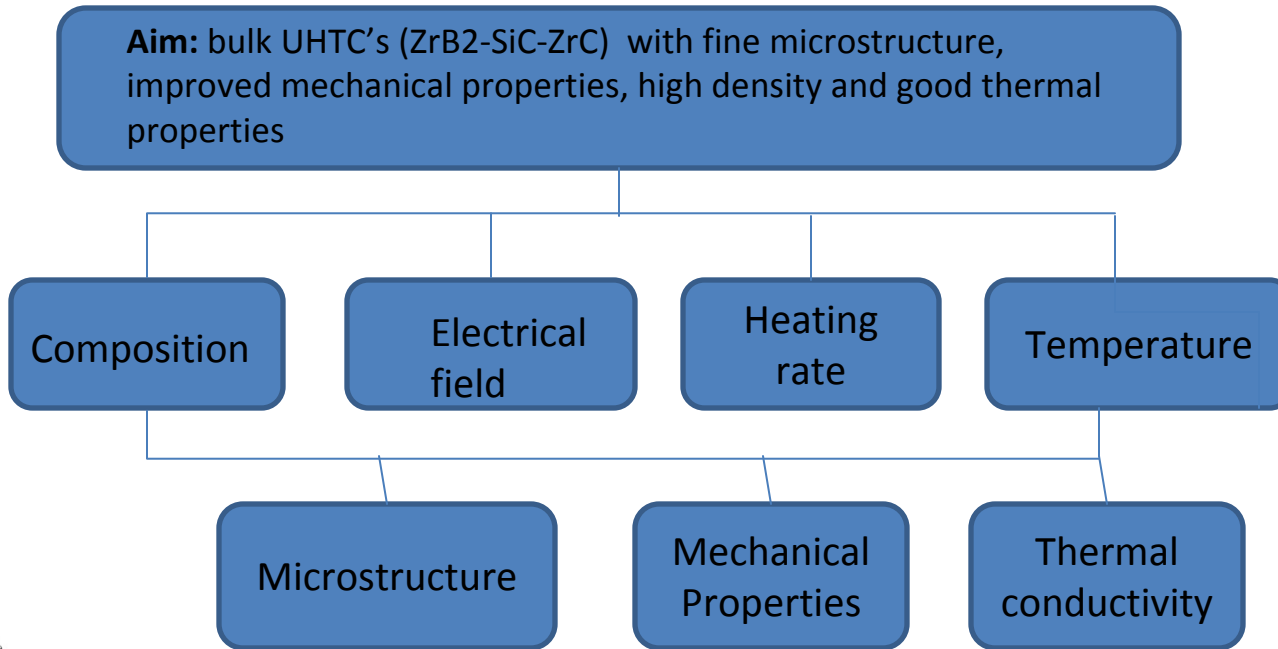 Aim: bulk UHTC’s (ZrB2-SiC-ZrC) with fine microstructure,
improved mechanical properties, high density and good thermal
properties
Composition
Electrical
field
Heating
rate
Temperature
Microstructure
Mechanical
Properties
Thermal
conductivity